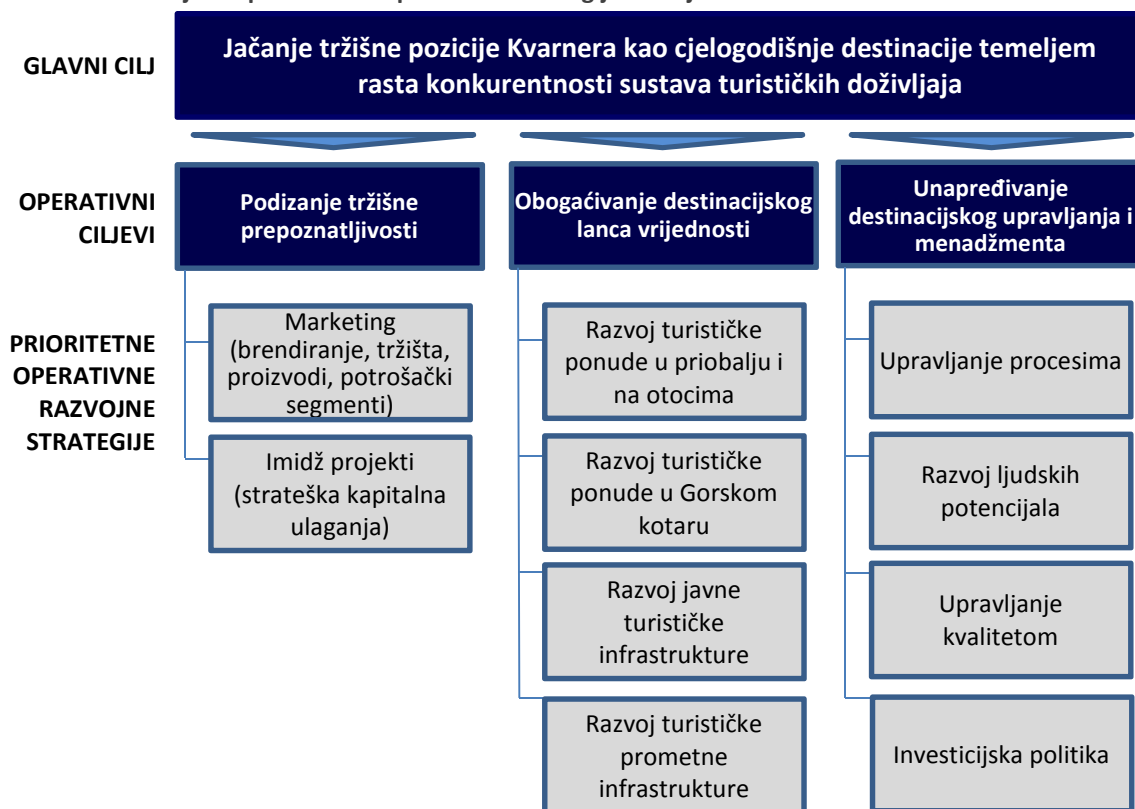 GLAVNI CILJ
Jačanje tržišne pozicije Kvarnera kao cjelogodišnje destinacije temeljem
rasta konkurentnosti sustava turističkih doživljaja
OPERATIVNI
CILJEVI
Podizanje tržišne
prepoznatljivosti
Obogaćivanje destinacijskog
lanca vrijednosti
Unapređivanje
destinacijskog upravljanja i
menadžmenta
PRIORITETNE
OPERATIVNE
RAZVOJNE
STRATEGIJE
Marketing
(brendiranje, tržišta,
proizvodi, potrošački
segmenti)
Imidž projekti
(strateška kapitalna
ulaganja)
Razvoj turističke
ponude u priobalju i
na otocima
Razvoj turističke
ponude u Gorskom
kotaru
Razvoj javne
turističke
infrastrukture
Razvoj turističke
prometne
infrastrukture
Upravljanje procesima
Razvoj ljudskih
potencijala
Upravljanje
kvalitetom
Investicijska politika